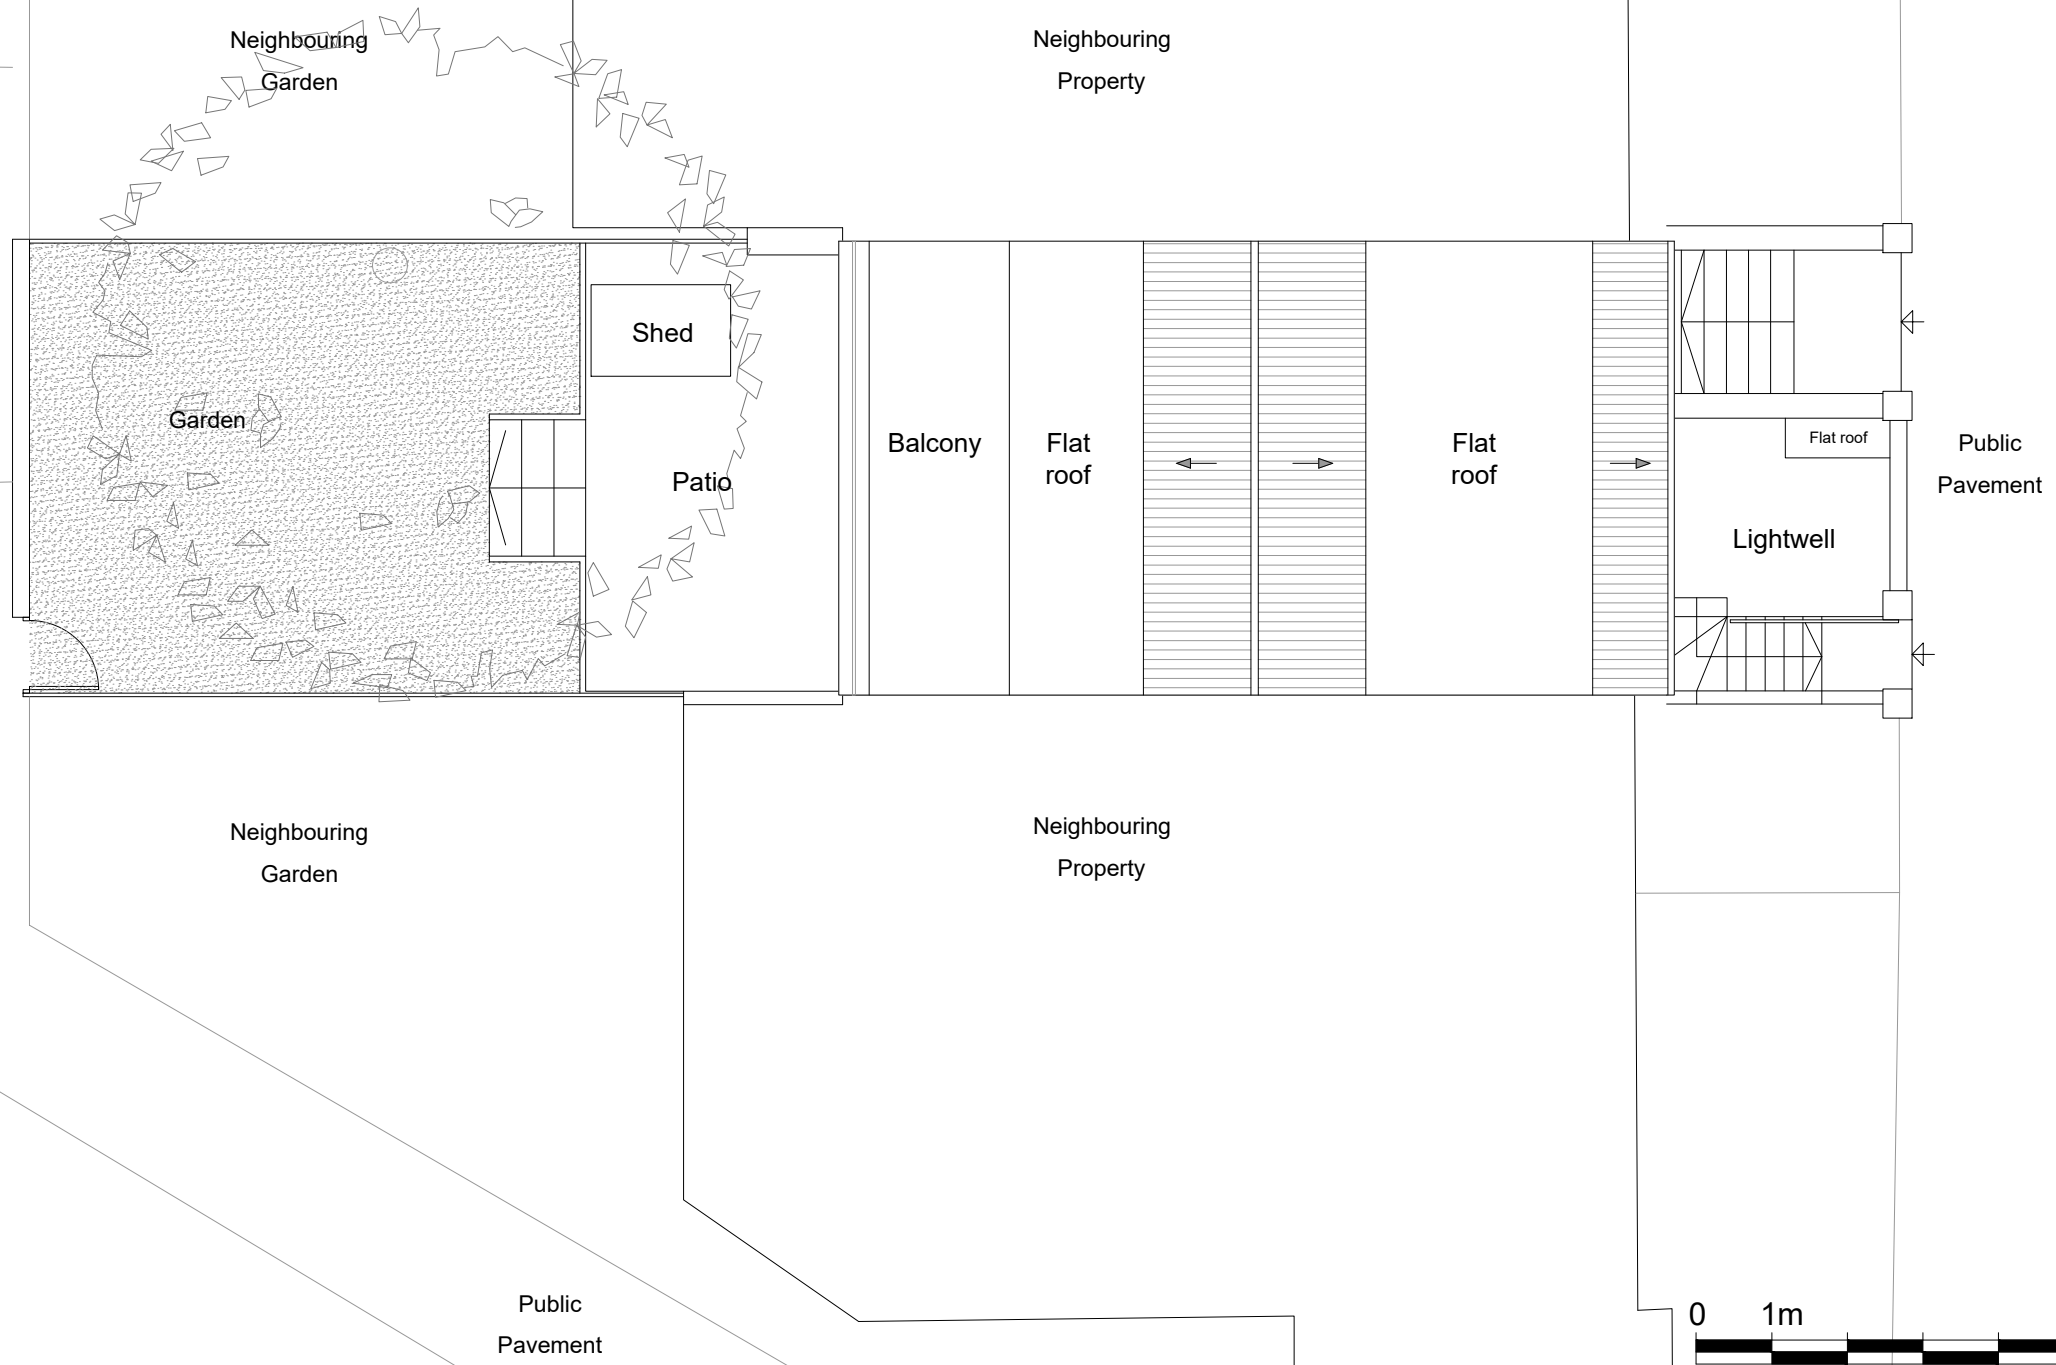 Neighbouring
Garden
Neighbouring
Property
Shed
Garden
Patio
Balcony
Flat
roof
Flat
roof
Flat roof
Lightwell
Public
Pavement
Neighbouring
Garden
Neighbouring
Property
Public
Pavement
0 1m